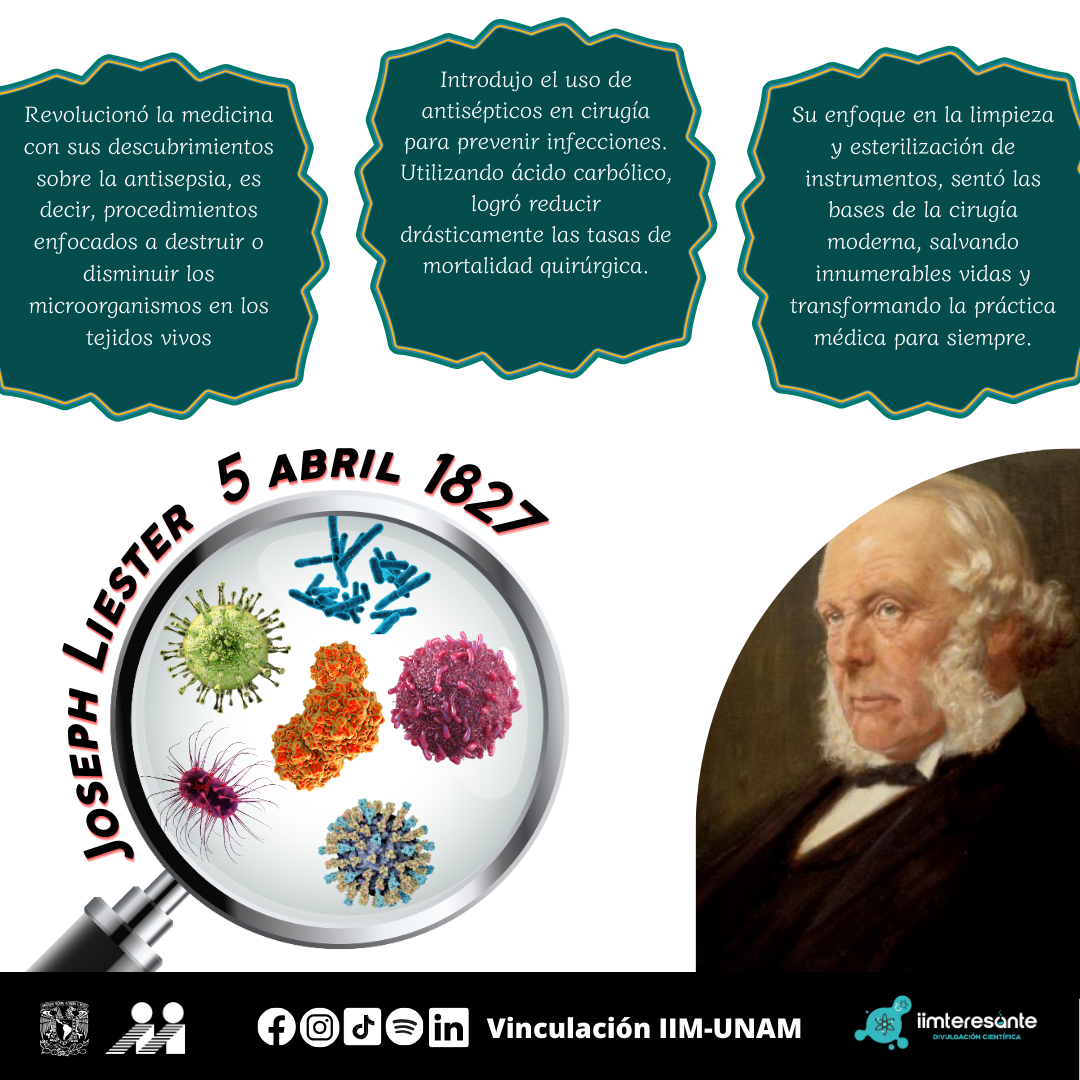 Revolucionó la medicina
con sus descubrimientos
sobre la antisepsia, es
decir, procedimientos
enfocados a destruir o
disminuir los
microorganismos en los
tejidos vivos
Introdujo el uso de
antisépticos en cirugía
para prevenir infecciones.
Utilizando ácido carbólico,
logró reducir
drásticamente las tasas de
mortalidad quirúrgica.
Su enfoque en la limpieza
y esterilización de
instrumentos, sentó las
bases de la cirugía
moderna, salvando
innumerables vidas y
transformando la práctica
médica para siempre.
Joseph Liester 5 abril 1827
Vinculación IIM-UNAM
iimteresante
DIVULGACIÓN CIENTÍFICA